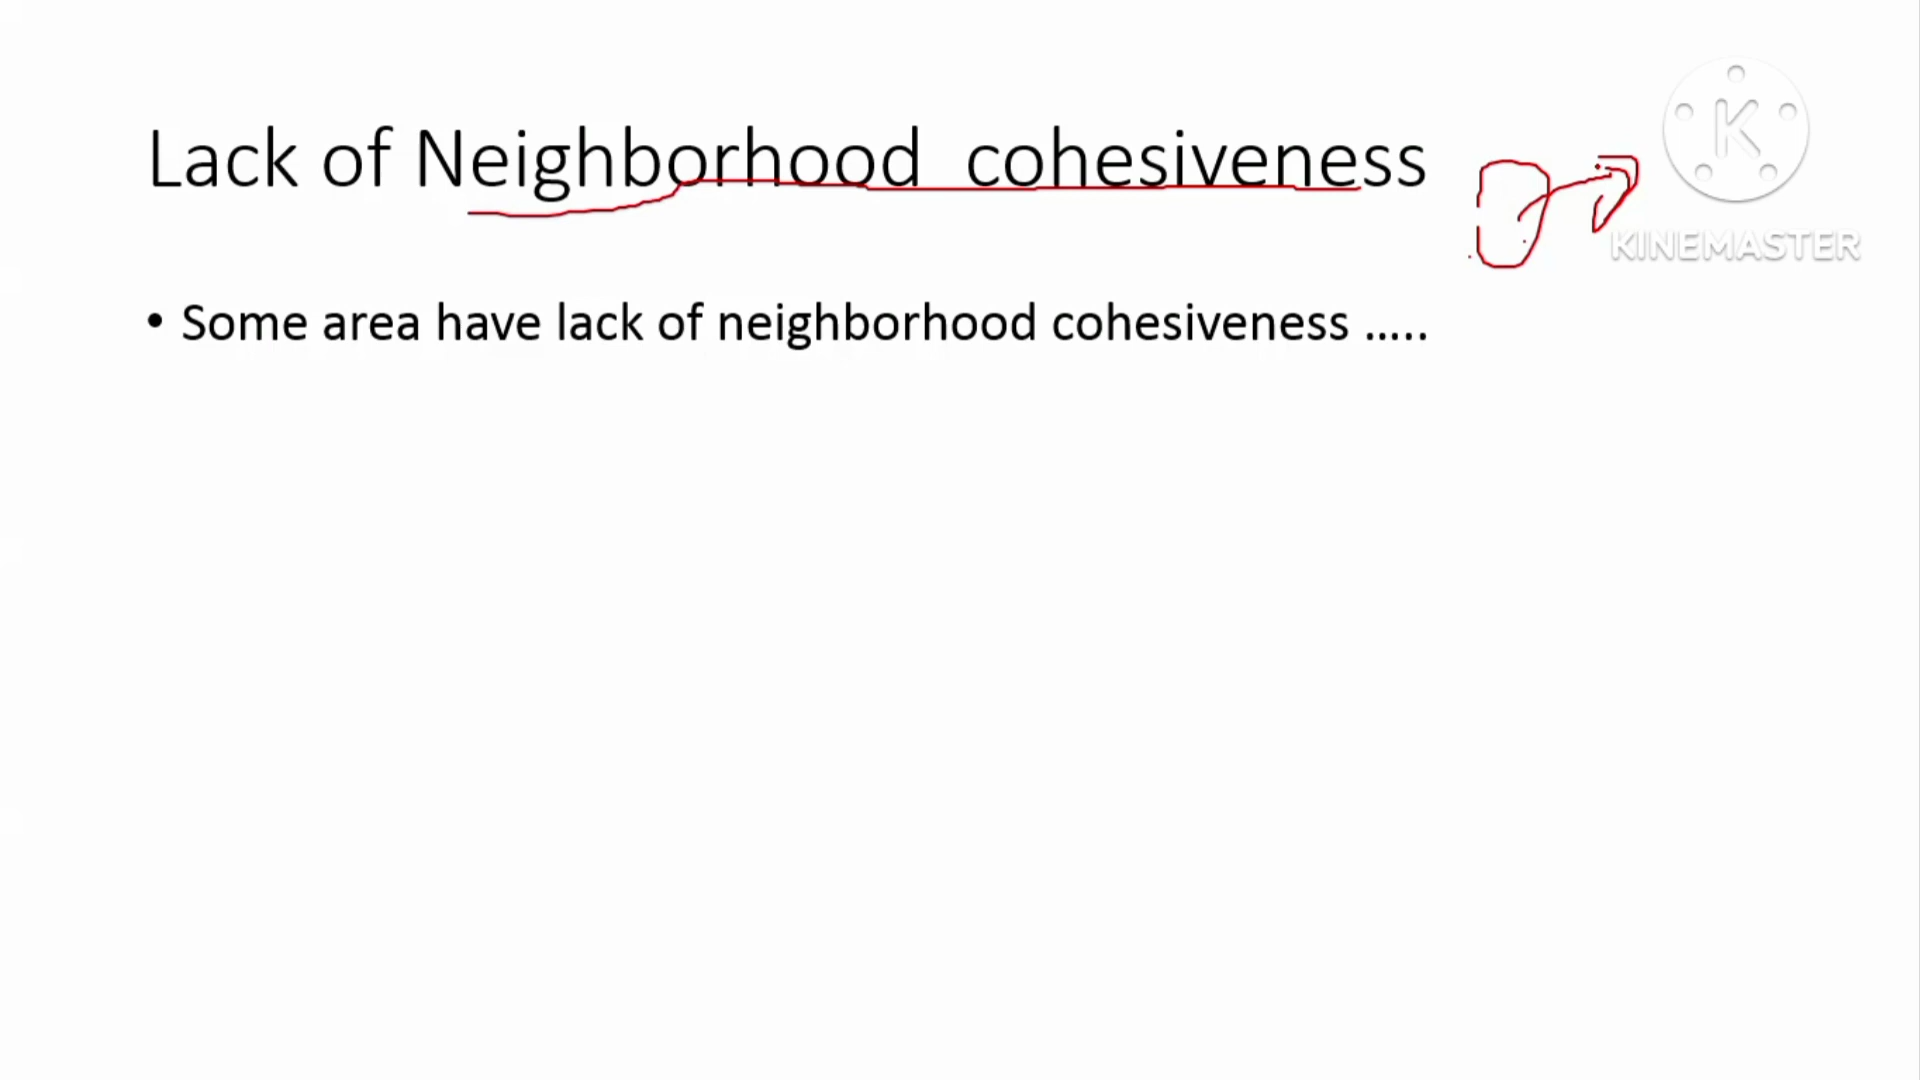 Lack of Neighborhood cohesiveness
K
KINEMASTER
• Some area have lack of neighborhood cohesiveness .....